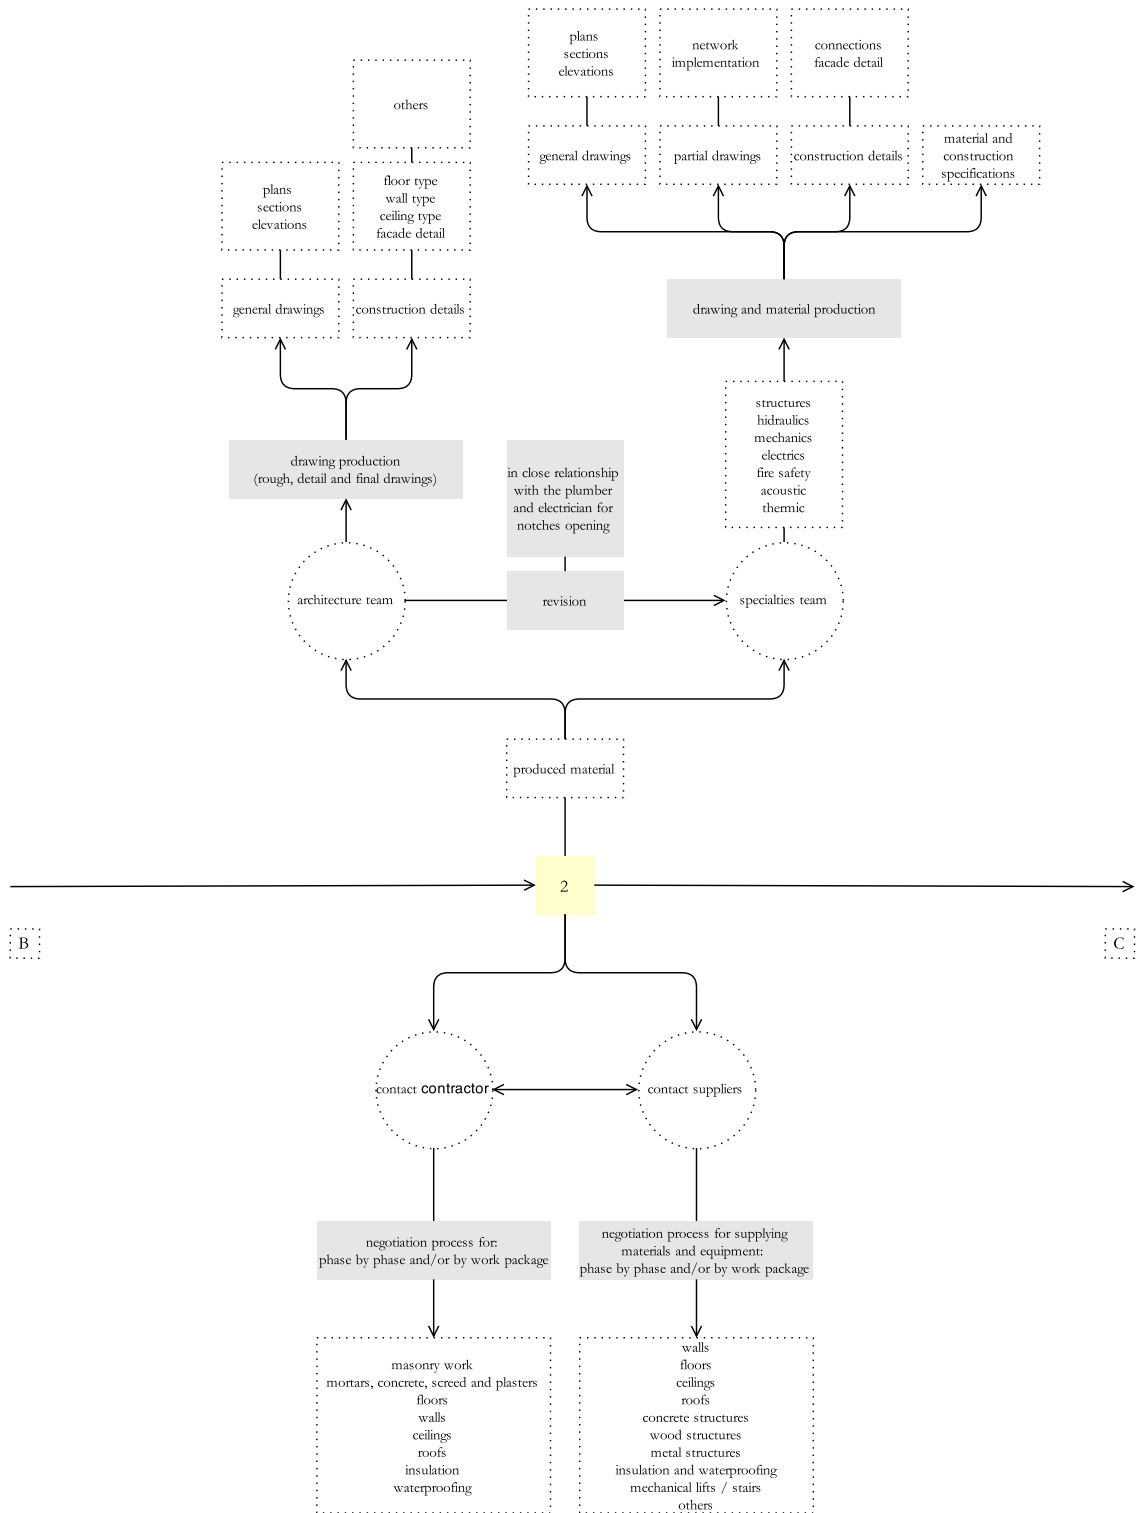 plans
sections
elevations
network
implementation
connections
facade detail
general drawings
partial drawings
construction details
material and
construction
specifications
others
plans
sections
elevations
floor type
wall type
ceiling type
facade detail
general drawings
construction details
drawing and material production
structures
hidraulics
mechanics
electrics
fire safety
acoustic
thermic
drawing production
(rough, detail and final drawings)
in close relationship
with the plumber
and electrician for
notches opening
architecture team
revision
specialties team
produced material
2
B
C
contact contractor
contact suppliers
negotiation process for:
phase by phase and/or by work package
negotiation process for supplying
materials and equipment:
phase by phase and/or by work package
masonry work
mortars, concrete, screed and plasters
floors
walls
ceilings
roofs
insulation
waterproofing
walls
floors
ceilings
roofs
concrete structures
wood structures
metal structures
insulation and waterproofing
mechanical lifts / stairs
others